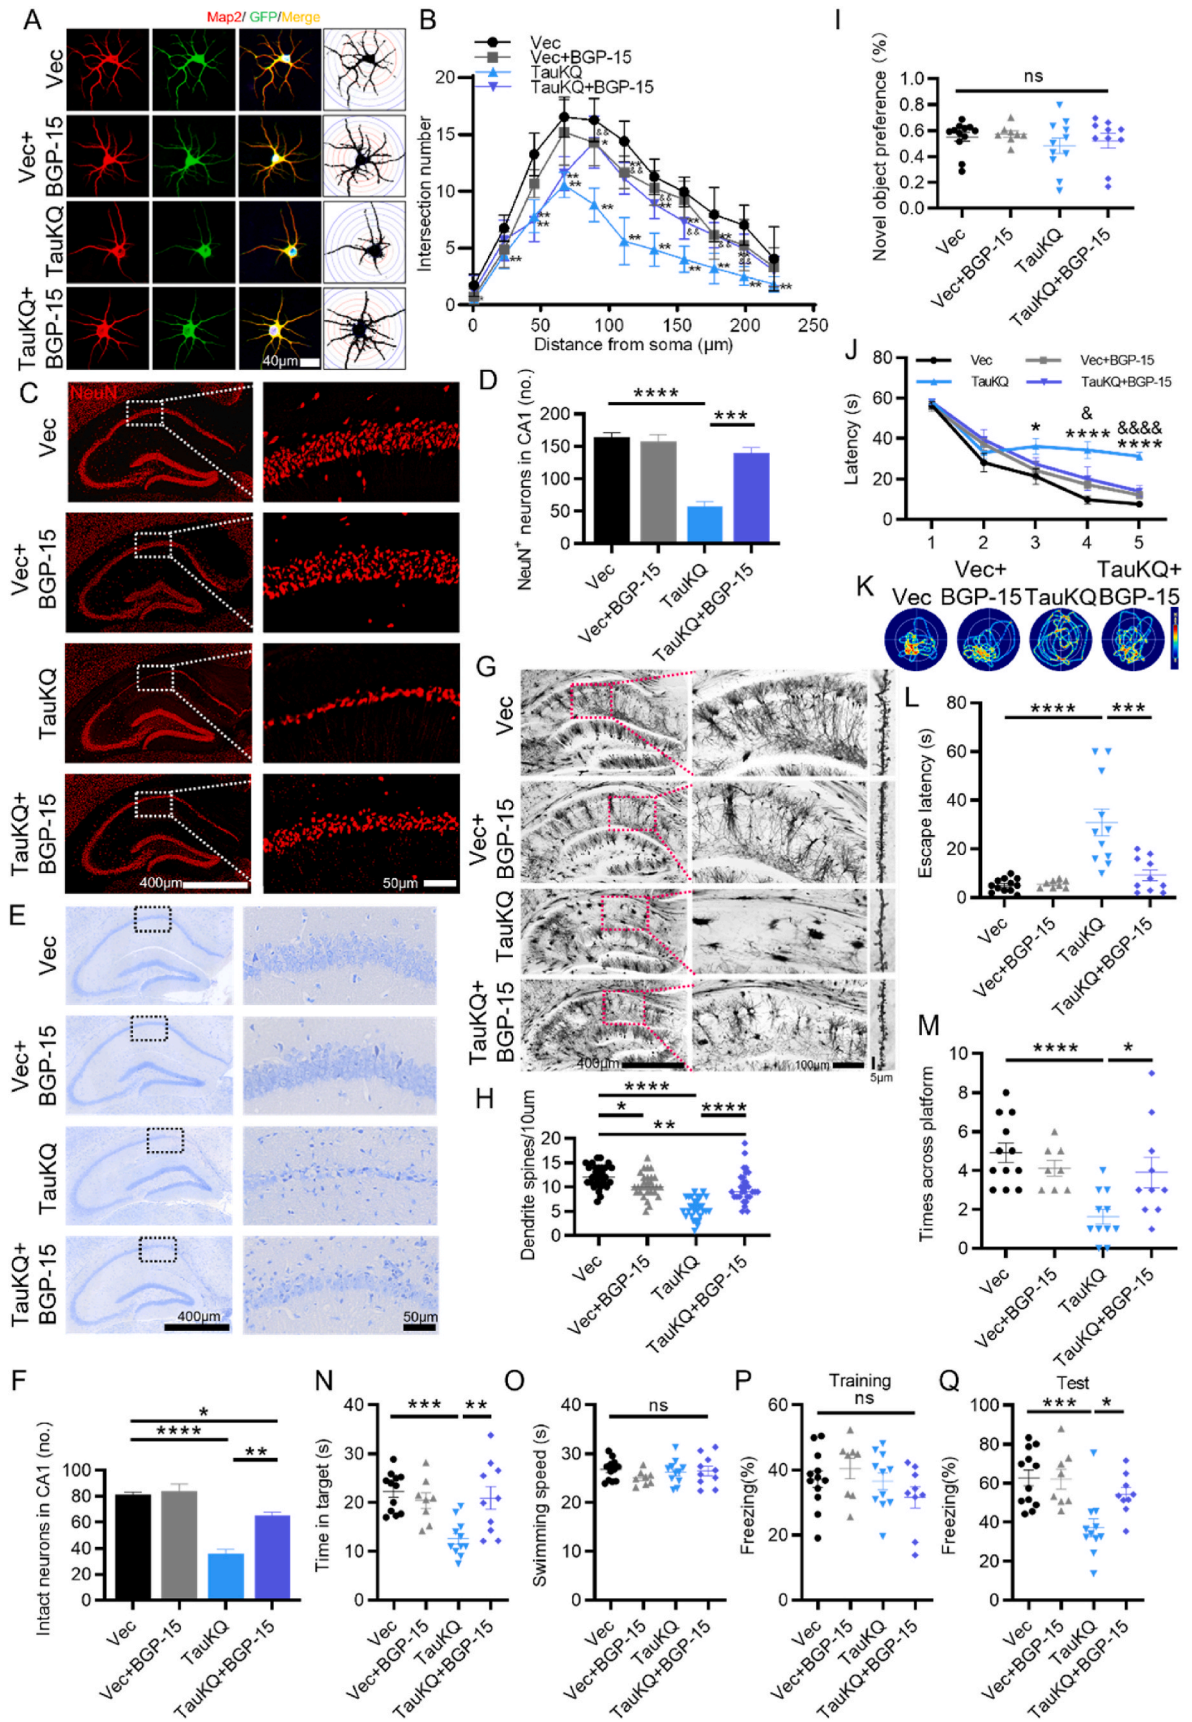 A
Map2/ GFP/Merge
Vec
Vec+
BGP-15
TauKQ
TauKQ+
BGP-15
40μm
B
Vec
Vec+BGP-15
TauKQ
TauKQ+BGP-15
Intersection number
20
15
10
5
0
0 50 100 150 200 250
Distance from soma (μm)
** && * ** ** ** ** ** ** ** && ** && ** ** && ** ** && ** ** && ** **
C
NeuN
Vec
Vec+
BGP-15
TauKQ
TauKQ+
BGP-15
400μm
50μm
D
NeuN+ neurons in CA1 (no.)
200
150
100
50
0
**** ***
Vec
Vec+BGP-15
TauKQ
TauKQ+BGP-15
E
Vec
Vec+
BGP-15
TauKQ
TauKQ+
BGP-15
400μm
50μm
F
Intact neurons in CA1 (no.)
100
80
60
40
20
0
*
****
**
Vec
Vec+BGP-15
TauKQ
TauKQ+BGP-15
G
Vec
Vec+
BGP-15
TauKQ
TauKQ+
BGP-15
400μm
100μm
5μm
H
Dendrite spines/10um
20
15
10
5
0
****
* ****
**
Vec
Vec+BGP-15
TauKQ
TauKQ+BGP-15
I
Novel object preference (%)
1.0
0.8
0.6
0.4
0.2
0.0
ns
Vec
Vec+BGP-15
TauKQ
TauKQ+BGP-15
J
Latency (s)
80
60
40
20
0
Vec Vec+BGP-15
TauKQ TauKQ+BGP-15
& &&&&
* **** ****
1 2 3 4 5
K
Vec
Vec+
BGP-15
TauKQ
TauKQ+
BGP-15
L
Escape latency (s)
80
60
40
20
0
**** ***
Vec
Vec+BGP-15
TauKQ
TauKQ+BGP-15
M
Times across platform
10
8
6
4
2
0
**** *
Vec
Vec+BGP-15
TauKQ
TauKQ+BGP-15
N
Time in target (s)
40
30
20
10
0
*** **
Vec
Vec+BGP-15
TauKQ
TauKQ+BGP-15
O
Swimming speed (s)
40
30
20
10
0
ns
Vec
Vec+BGP-15
TauKQ
TauKQ+BGP-15
P
Training
Freezing(%)
60
40
20
0
ns
Vec
Vec+BGP-15
TauKQ
TauKQ+BGP-15
Q
Test
Freezing(%)
100
80
60
40
20
0
*** *
Vec
Vec+BGP-15
TauKQ
TauKQ+BGP-15